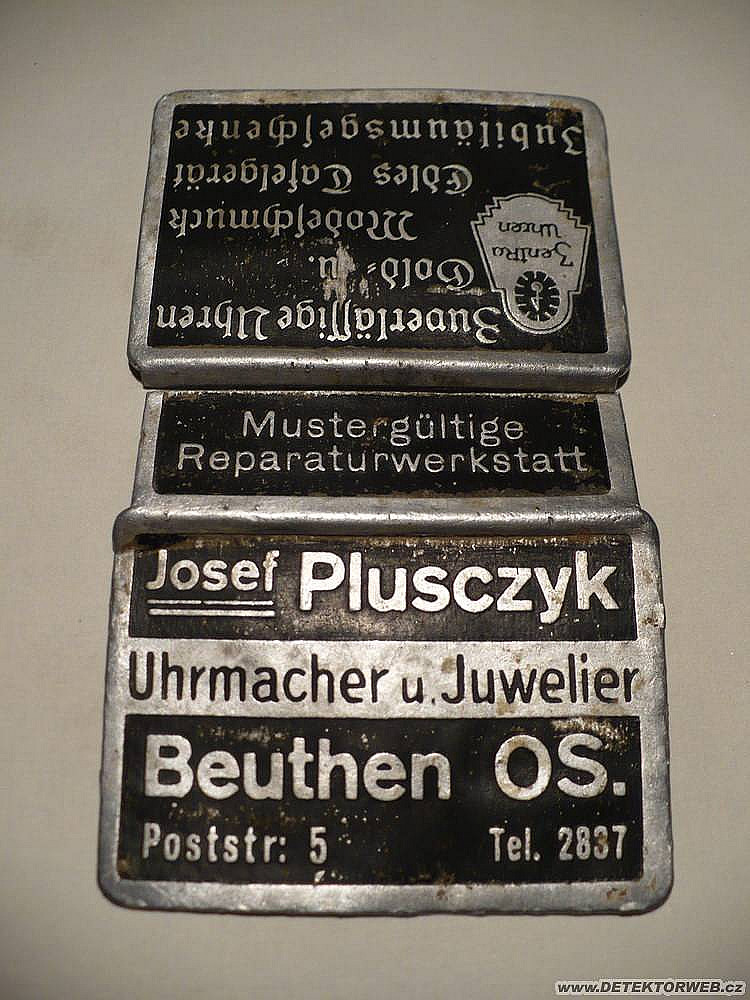 Zuverlässige Uhren
Gold- u.
Modeschmuck
Edles Tafelgerät
Jubiläumsgeschenke
ZentRa
Uhren
Mustergültige
Reparaturwerkstatt
Josef Plusczyk
Uhrmacher u. Juwelier
Beuthen OS.
Poststr: 5 Tel. 2837
www.DETEKTORWEB.cz